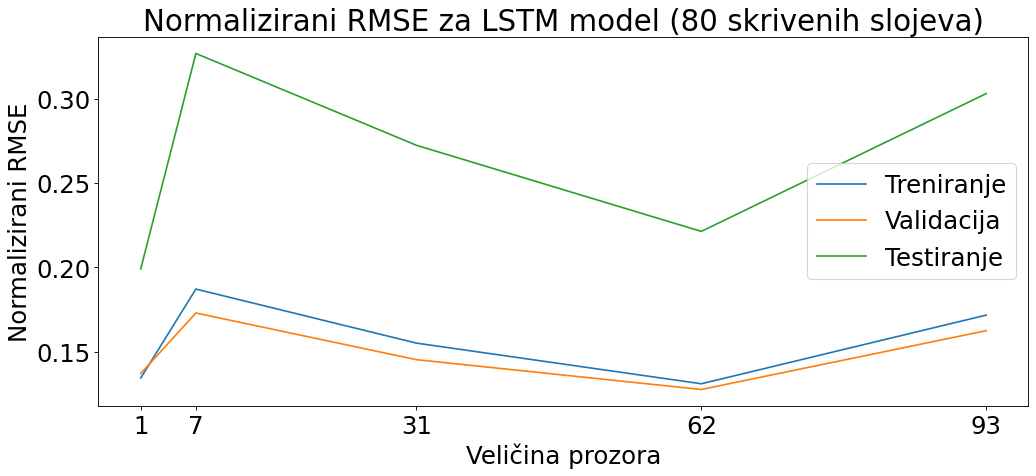 Normalizirani RMSE za LSTM model (80 skrivenih slojeva)
Normalizirani RMSE
0.30
0.25
0.20
0.15
Treniranje
Validacija
Testiranje
1 7 31 62 93
Veličina prozora